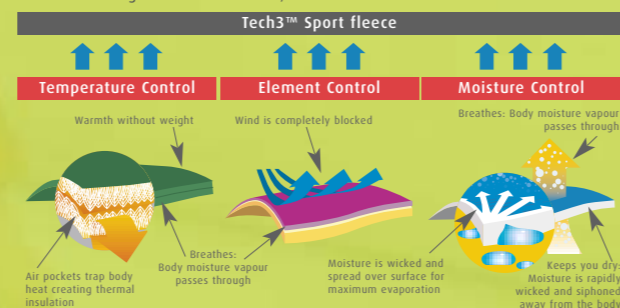 Tech3™ Sport fleece
Temperature Control
Element Control
Moisture Control
Warmth without weight
Wind is completely blocked
Breathes: Body moisture vapour
passes through
Air pockets trap body
heat creating thermal
insulation
Breathes:
Body moisture vapour
passes through
Moisture is wicked and
spread over surface for
maximum evaporation
Keeps you dry:
Moisture is rapidly
wicked and siphoned
away from the body